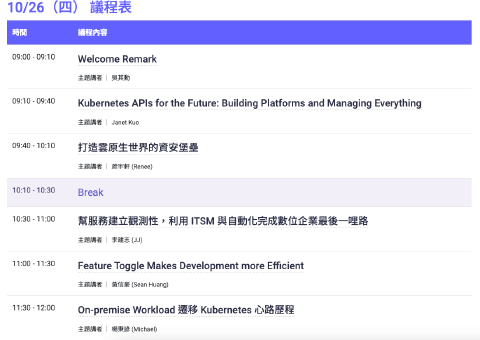 10/26（四） 議程表
時間 議程內容
09:00 - 09:10 Welcome Remark
主題講者 | 吳其勳
09:10 - 09:40 Kubernetes APIs for the Future: Building Platforms and Managing Everything
主題講者 | Janet Kuo
09:40 - 10:10 打造雲原生世界的資安堡壘
主題講者 | 宇軒 (Renee)
10:10 - 10:30 Break
10:30 - 11:00 幫服務建立觀測性，利用 ITSM 與自動化完成數位企業最後一哩路
主題講者 | 李建志 (JJ)
11:00 - 11:30 Feature Toggle Makes Development more Efficient
主題講者 | 黃信豪 (Sean Huang)
11:30 - 12:00 On-premise Workload 遷移 Kubernetes 心路歷程
主題講者 | 楊秉諺 (Michael)